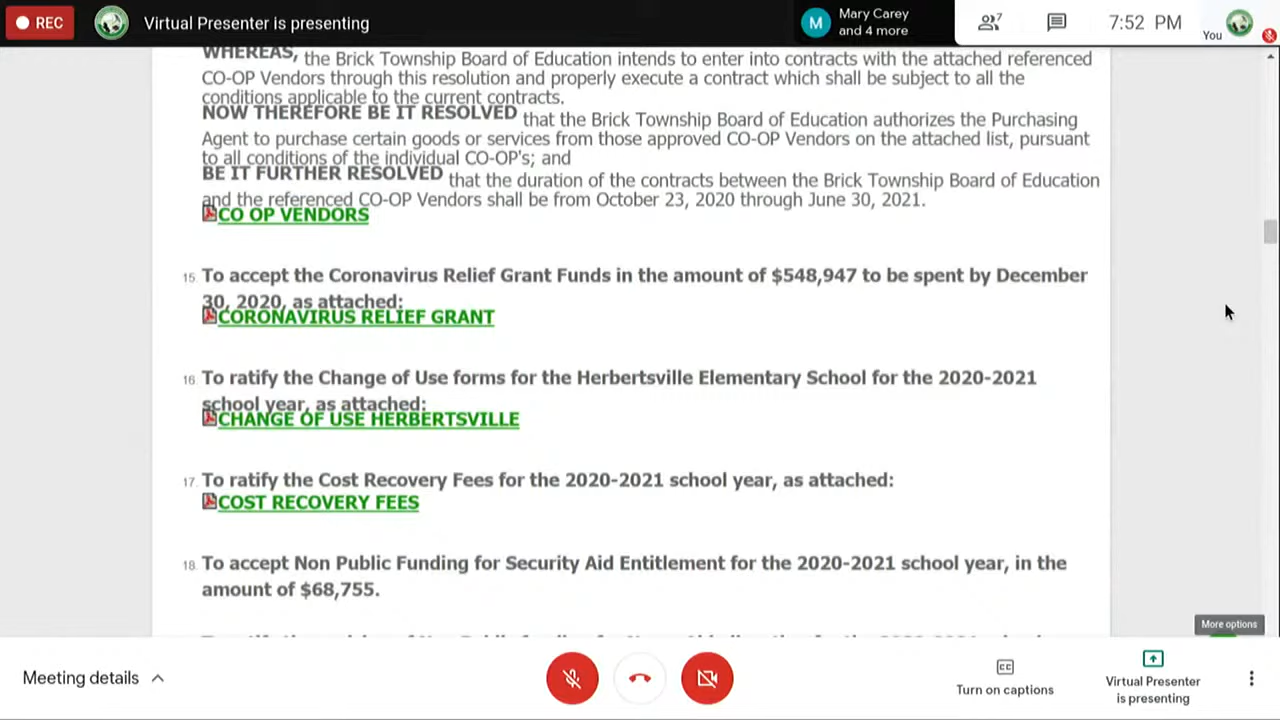 REC
Virtual Presenter is presenting
M
Mary Carey
and 4 more
7
7:52 PM
You
WHEREAS, the Brick Township Board of Education intends to enter into contracts with the attached referenced
CO-OP Vendors through this resolution and properly execute a contract which shall be subject to all the
conditions applicable to the current contracts.
NOW THEREFORE BE IT RESOLVED that the Brick Township Board of Education authorizes the Purchasing
Agent to purchase certain goods or services from those approved CO-OP Vendors on the attached list, pursuant
to all conditions of the individual CO-OP's; and
BE IT FURTHER RESOLVED that the duration of the contracts between the Brick Township Board of Education
and the referenced CO-OP Vendors shall be from October 23, 2020 through June 30, 2021.
CO OP VENDORS
15. To accept the Coronavirus Relief Grant Funds in the amount of $548,947 to be spent by December
30, 2020, as attached:
CORONAVIRUS RELIEF GRANT
16. To ratify the Change of Use forms for the Herbertsville Elementary School for the 2020-2021
school year, as attached:
CHANGE OF USE HERBERTSVILLE
17. To ratify the Cost Recovery Fees for the 2020-2021 school year, as attached:
COST RECOVERY FEES
18. To accept Non Public Funding for Security Aid Entitlement for the 2020-2021 school year, in the
amount of $68,755.
More options
Meeting details
CC
Turn on captions
Virtual Presenter
is presenting